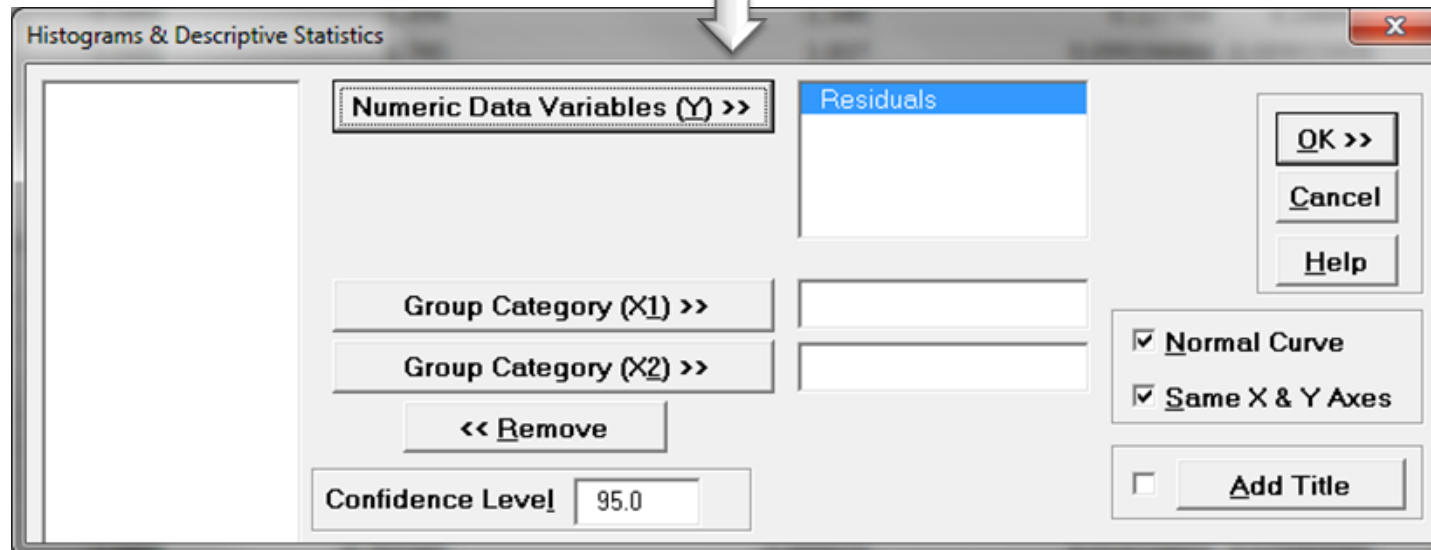 Histograms & Descriptive Statistics
Numeric Data Variables (Y) >>
Residuals
OK >>
Cancel
Help
Group Category (X1) >>
Group Category (X2) >>
<< Remove
Normal Curve
Same X & Y Axes
Confidence Level 95.0
Add Title